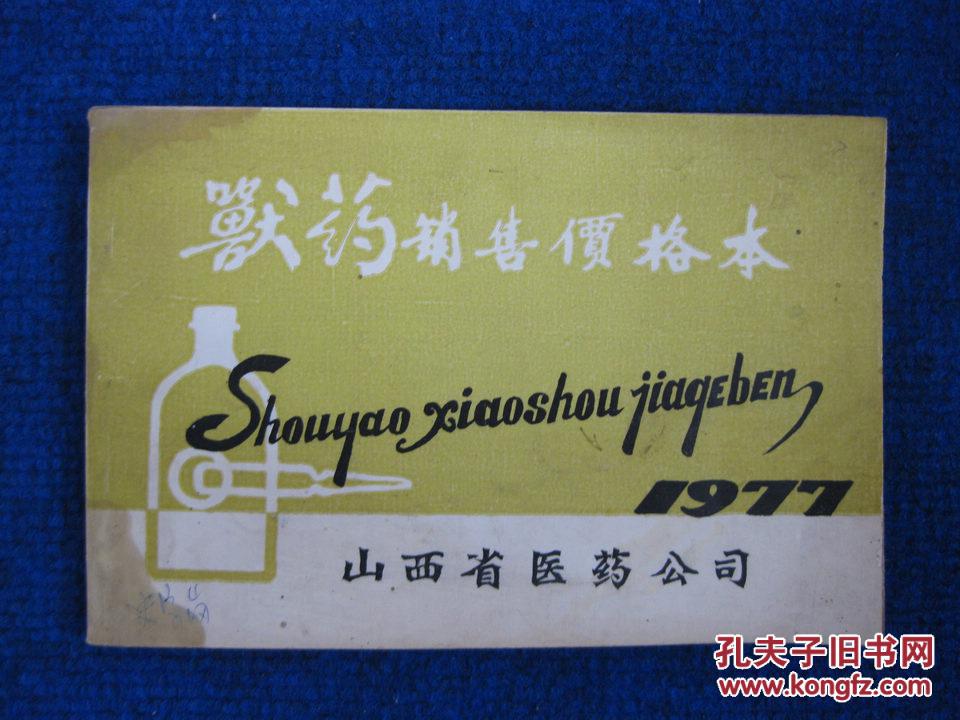 獸药销售價格本
Shouyao xiaoshou jiageben
1977
山西省医药公司
孔夫子旧书网
www.kongfz.com